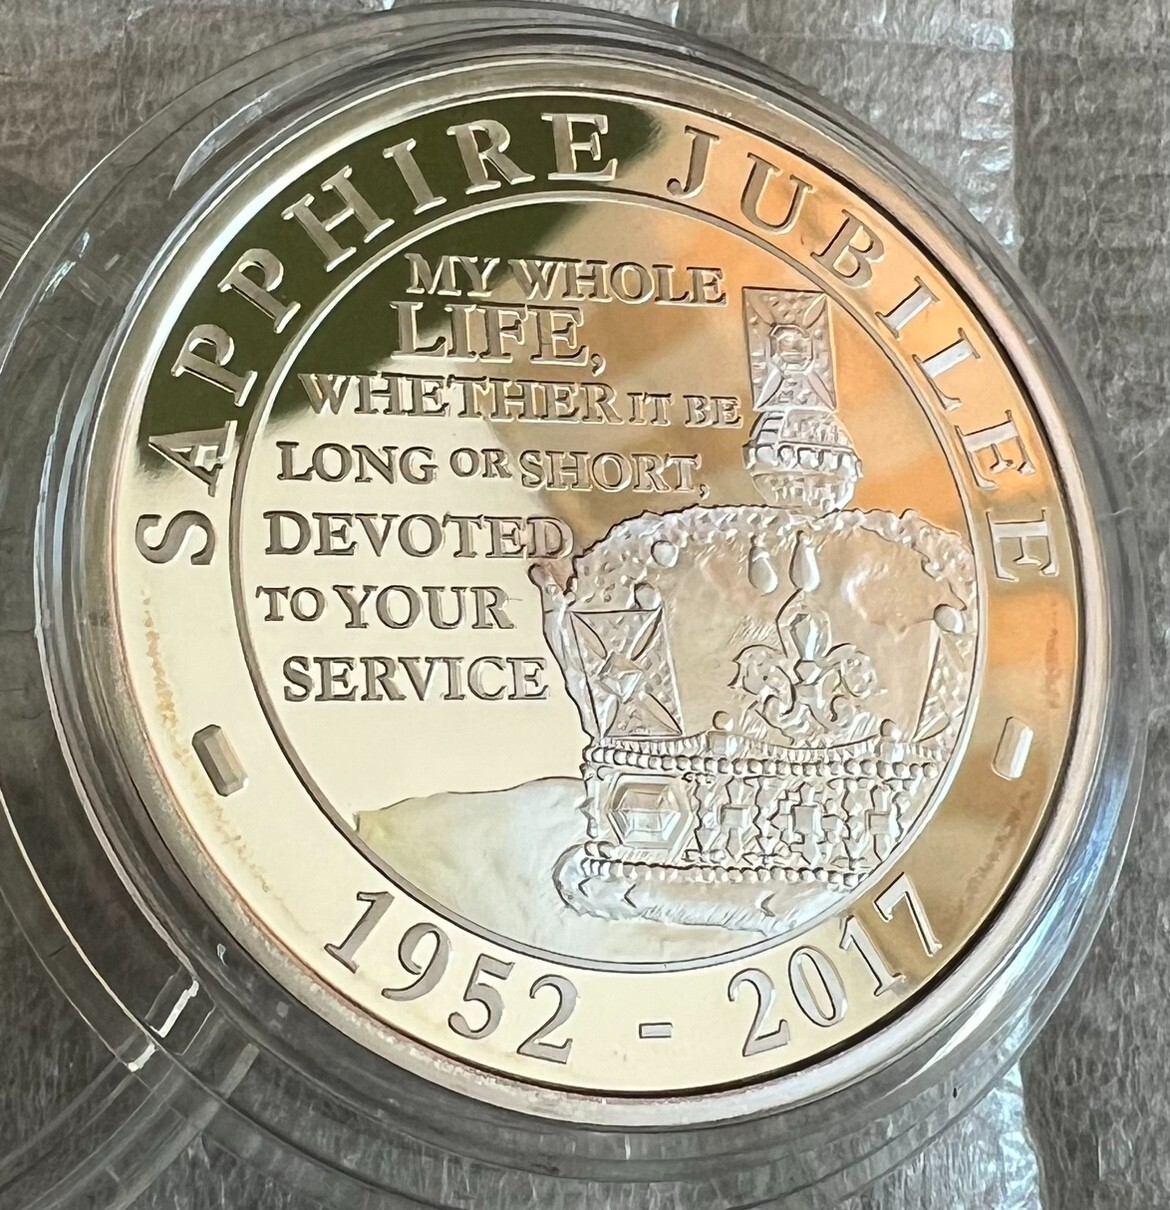 SAPPHIRE JUBILEE
MY WHOLE
LIFE,
WHETHER IT BE
LONG OR SHORT,
DEVOTED
TO YOUR
SERVICE
1952 - 2017